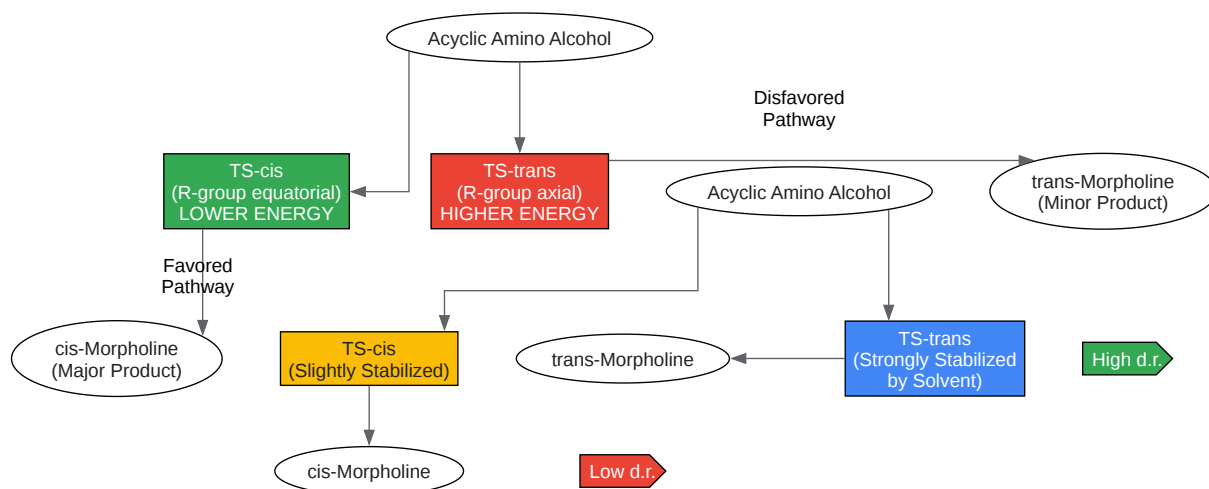 Acyclic Amino Alcohol
Disfavored
Pathway
TS-cis
(R-group equatorial)
LOWER ENERGY
TS-trans
(R-group axial)
HIGHER ENERGY
Acyclic Amino Alcohol
trans-Morpholine
(Minor Product)
Favored
Pathway
cis-Morpholine
(Major Product)
TS-cis
(Slightly Stabilized)
trans-Morpholine
TS-trans
(Strongly Stabilized
by Solvent)
High d.r.
cis-Morpholine
Low d.r.